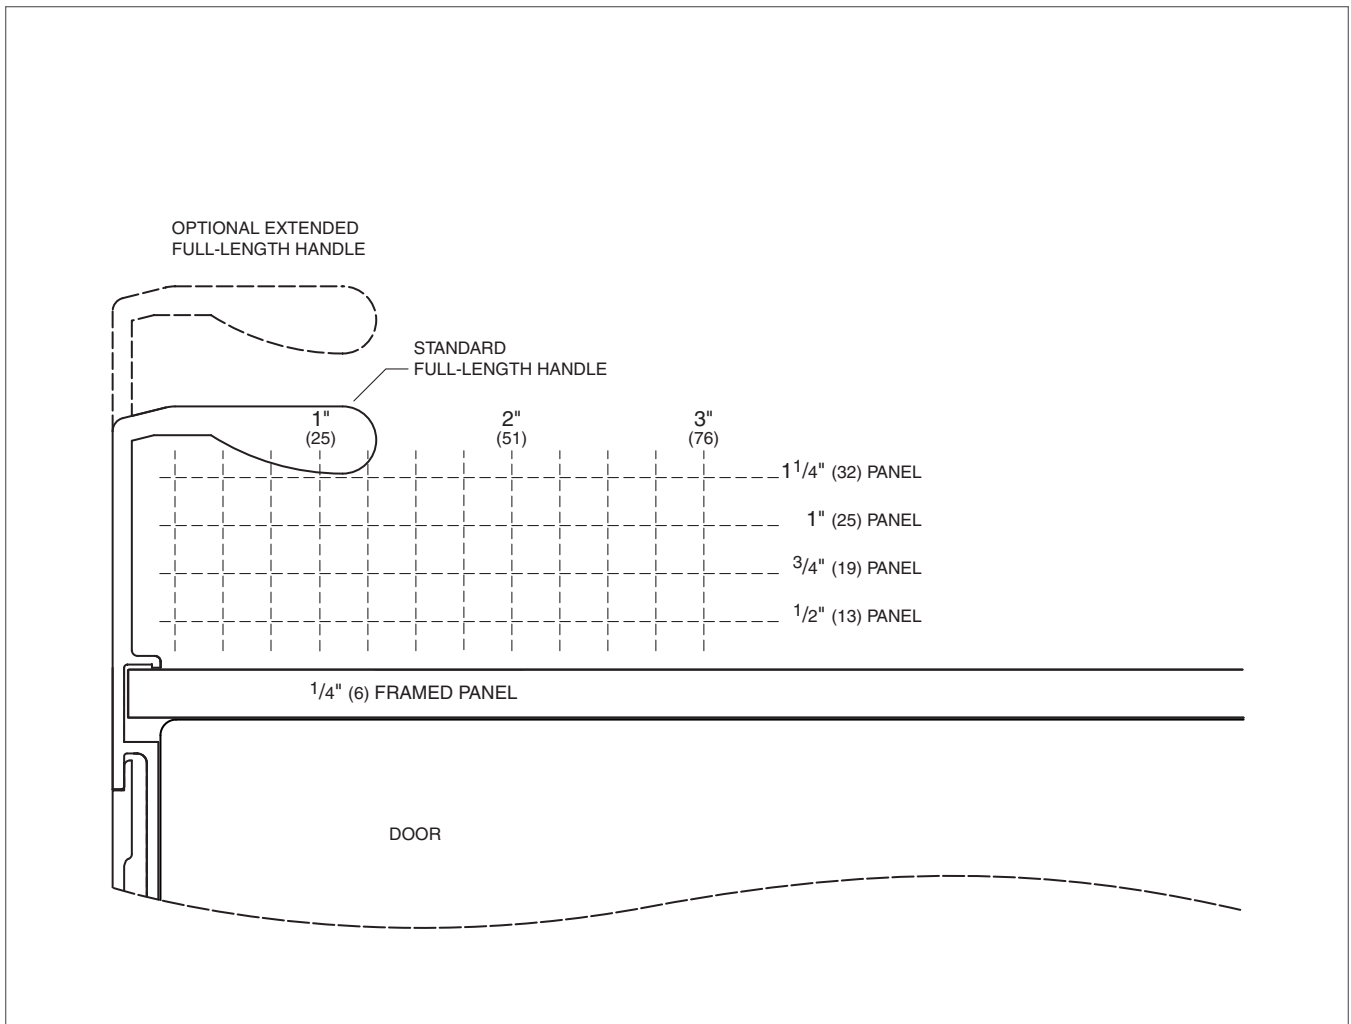 OPTIONAL EXTENDED
FULL-LENGTH HANDLE
STANDARD
FULL-LENGTH HANDLE
1" 2" 3"
(25) (51) (76)
1 1/4" (32) PANEL
1" (25) PANEL
3/4" (19) PANEL
1/2" (13) PANEL
1/4" (6) FRAMED PANEL
DOOR